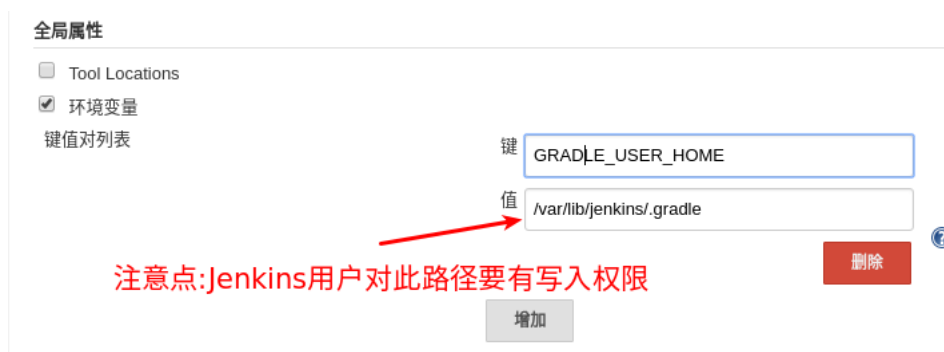 全局属性
Tool Locations
环境变量
键值对列表
键
GRADLE_USER_HOME
值
/var/lib/jenkins/.gradle
删除
注意点:Jenkins用户对此路径要有写入权限
增加